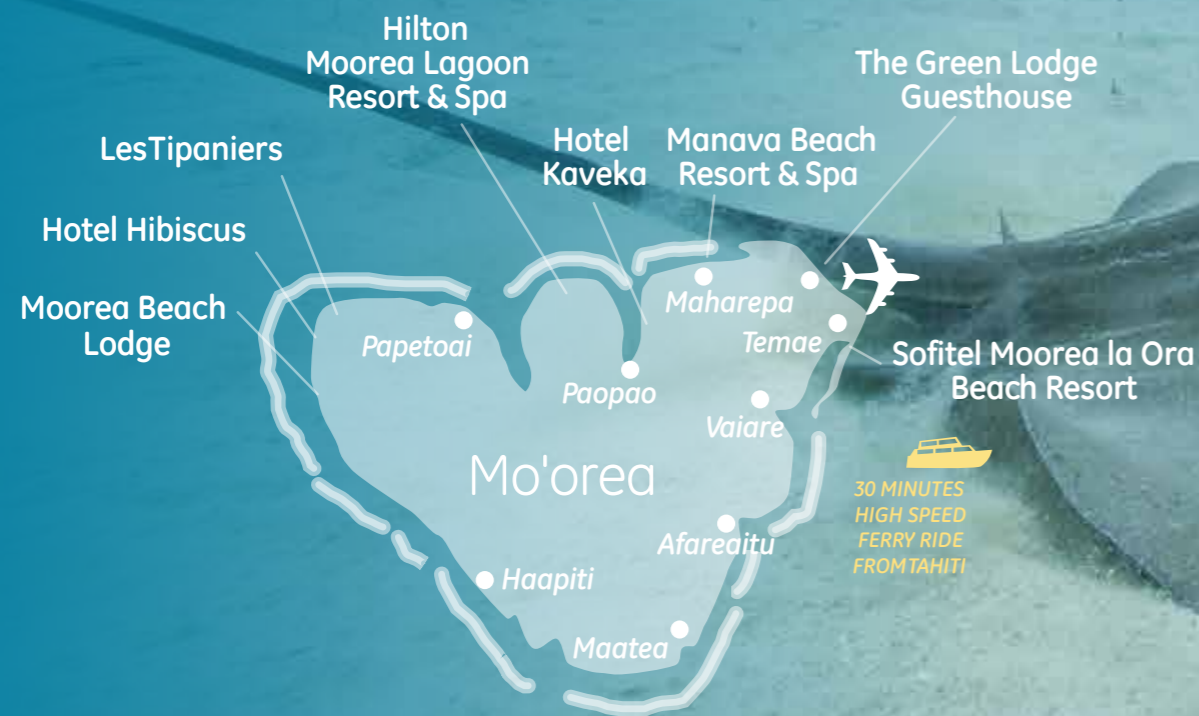 Hilton
Moorea Lagoon
Resort & Spa
The Green Lodge
Guesthouse
LesTipaniers
Hotel
Kaveka
Manava Beach
Resort & Spa
Hotel Hibiscus
Moorea Beach
Lodge
Maharepa
Papetoai
Temae
Sofitel Moorea la Ora
Beach Resort
Paopao
Vaiare
Mo'orea
30 MINUTES
HIGH SPEED
FERRY RIDE
FROMTAHITI
Afareaitu
Haapiti
Maatea